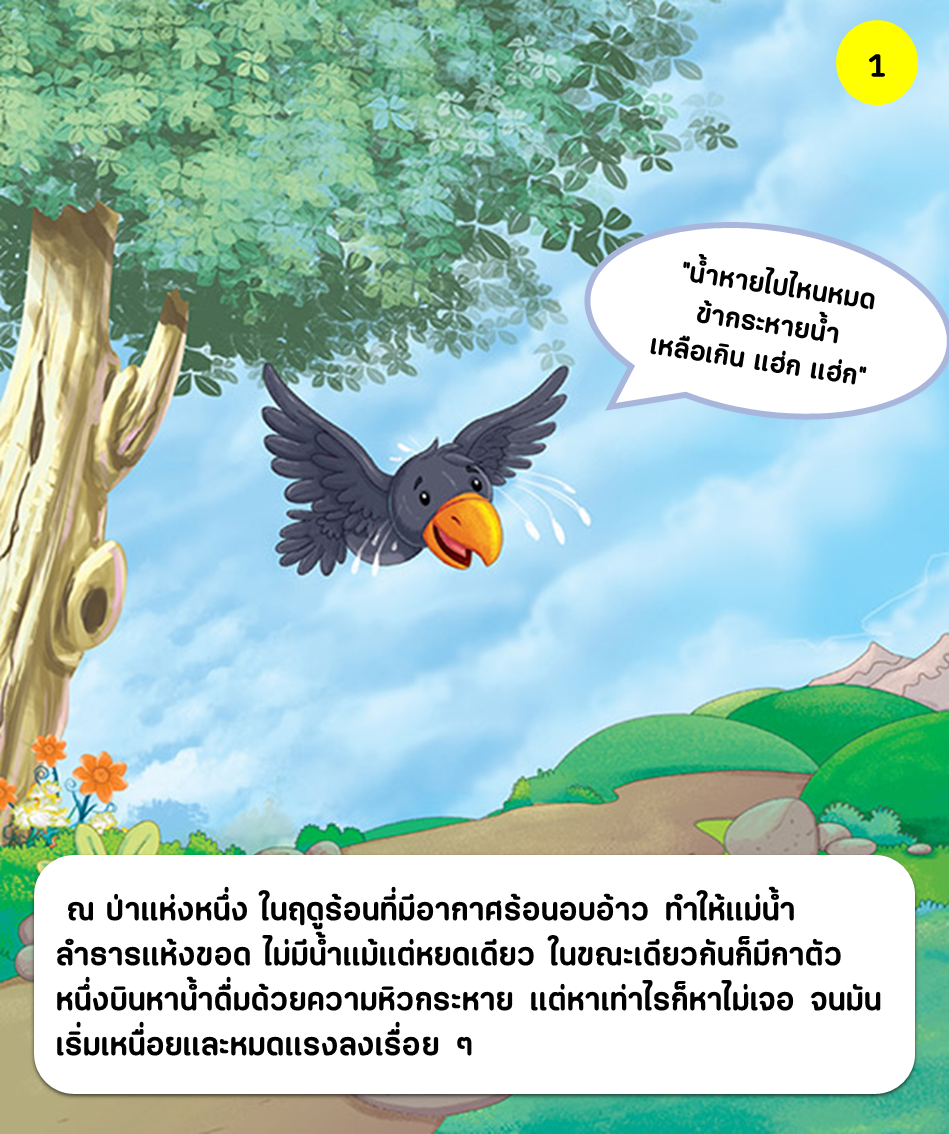 1
"น้ำหายไปไหนหมด
ข้ากระหายน้ำ
เหลือเกิน แฮ่ก แฮ่ก"
ณ ป่าแห่งหนึ่ง ในฤดูร้อนที่มีอากาศร้อนอบอ้าว ทำให้แม่น้ำ
ลำธารแห้งขอด ไม่มีน้ำแม้แต่หยดเดียว ในขณะเดียวกันก็มีกาตัว
หนึ่งบินหาน้ำดื่มด้วยความหิวกระหาย แต่หาเท่าไรก็หาไม่เจอ จนมัน
เริ่มเหนื่อยและหมดแรงลงเรื่อย ๆ